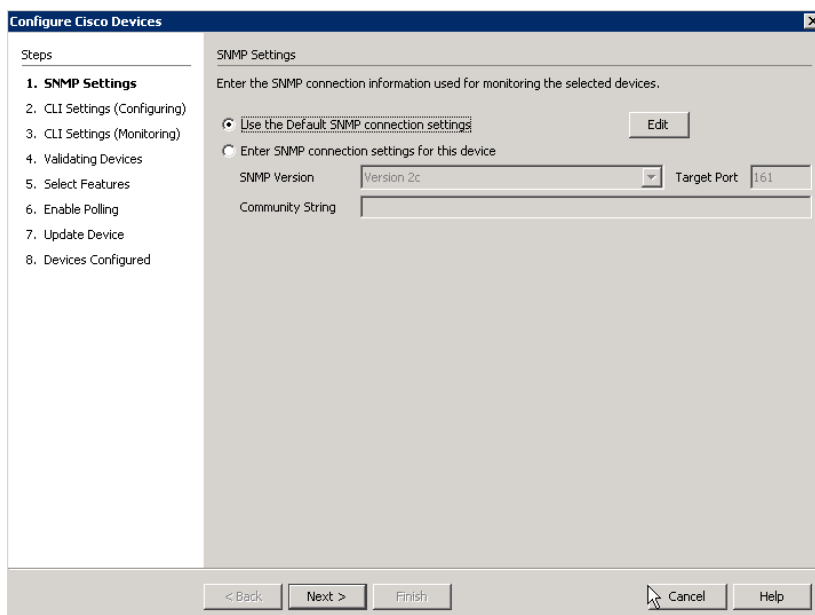 Configure Cisco Devices
Steps
1. SNMP Settings
2. CLI Settings (Configuring)
3. CLI Settings (Monitoring)
4. Validating Devices
5. Select Features
6. Enable Polling
7. Update Device
8. Devices Configured
SNMP Settings
Enter the SNMP connection information used for monitoring the selected devices.
Use the Default SNMP connection settings
Edit
Enter SNMP connection settings for this device
SNMP Version Version 2c Target Port 161
Community String
< Back Next > Finish Cancel Help